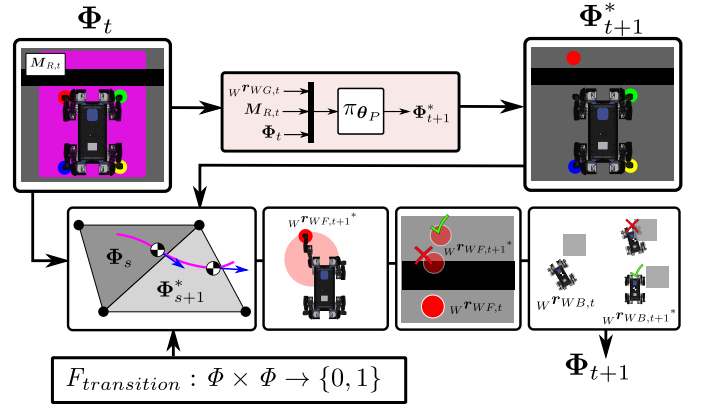 Φ_t
Φ*_{t+1}
M_{R,t}
_W r_{WG,t}
M_{R,t}
Φ_t
π_{θ_P}
Φ*_{t+1}
Φ_s
Φ*_{s+1}
_W r_{WF,t+1}*
_W r_{WF,t+1}*
_W r_{WF,t}
_W r_{WB,t}
_W r_{WB,t+1}*
F_{transition} : Φ × Φ → {0, 1}
Φ_{t+1}